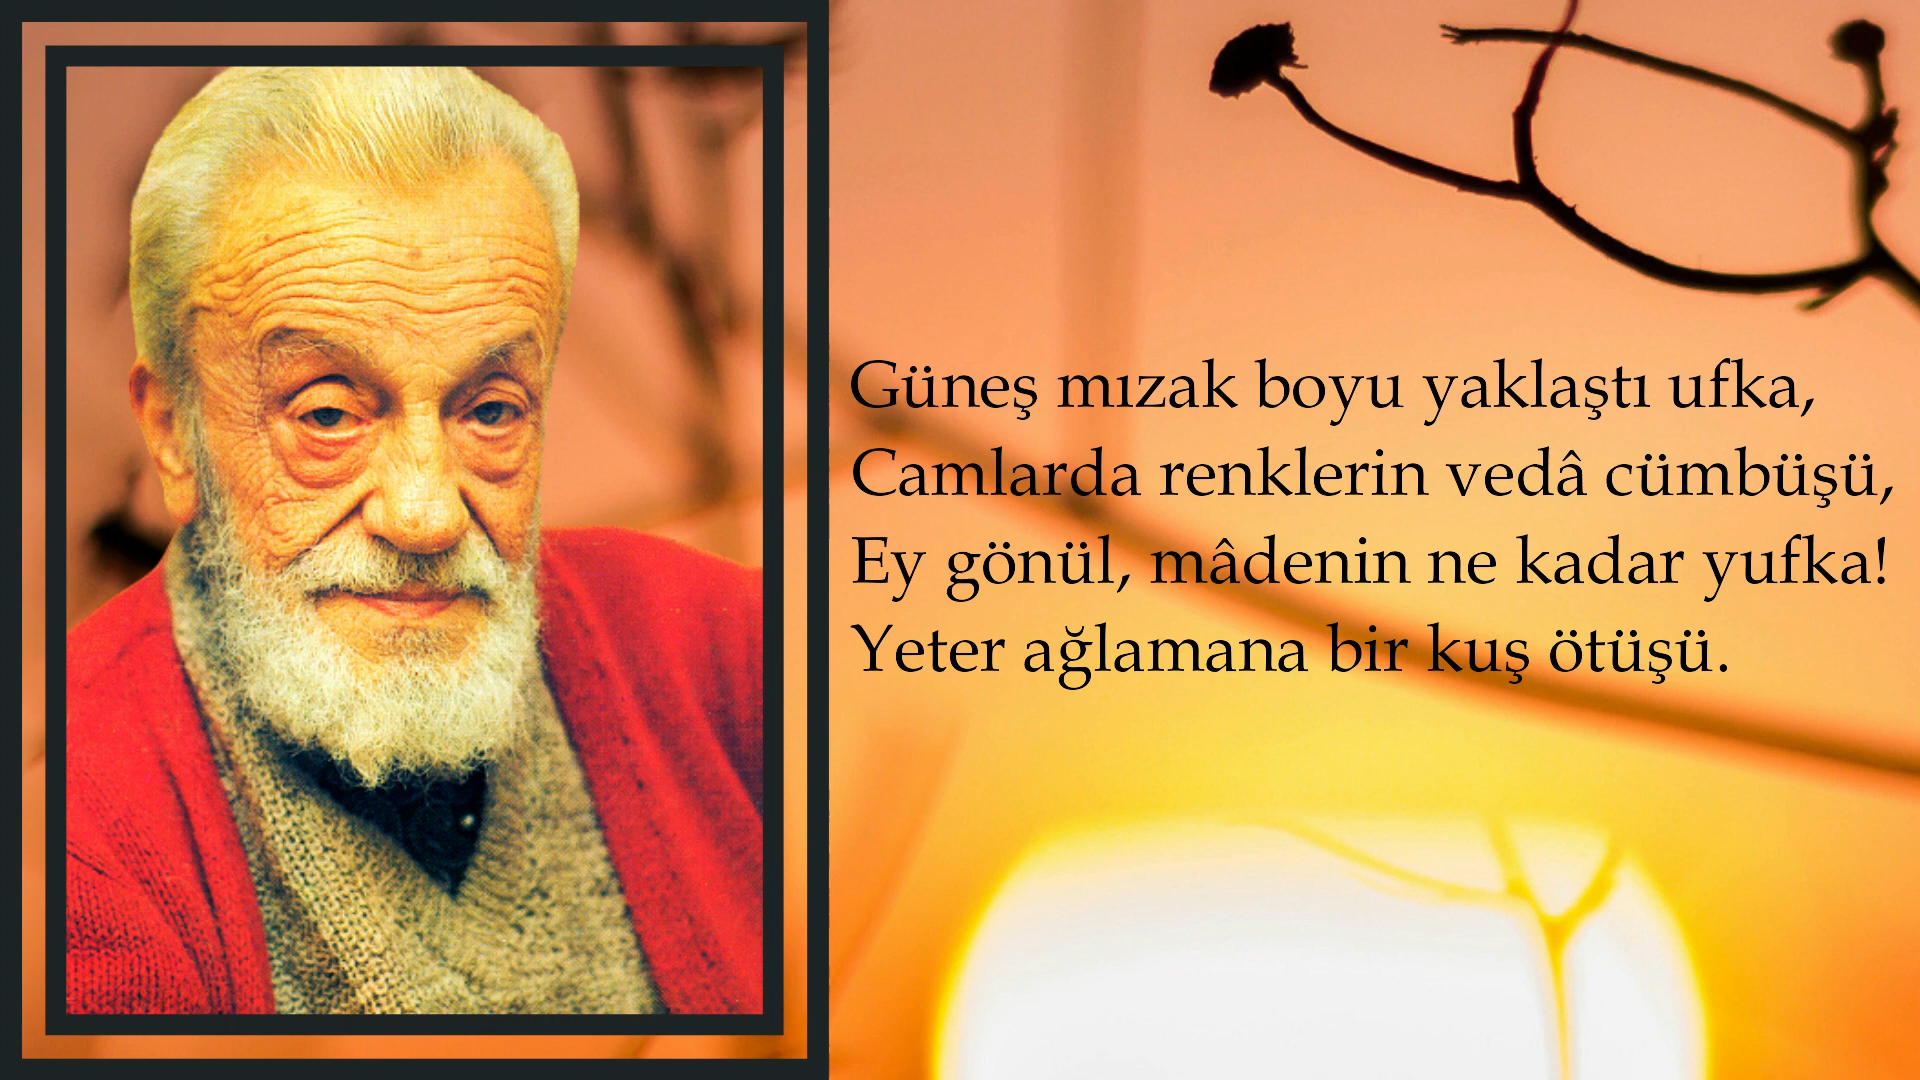 Güneş mızak boyu yaklaştı ufka,
Camlarda renklerin vedâ cümbüşü,
Ey gönül, mâdenin ne kadar yufka!
Yeter ağlamana bir kuş ötüşü.